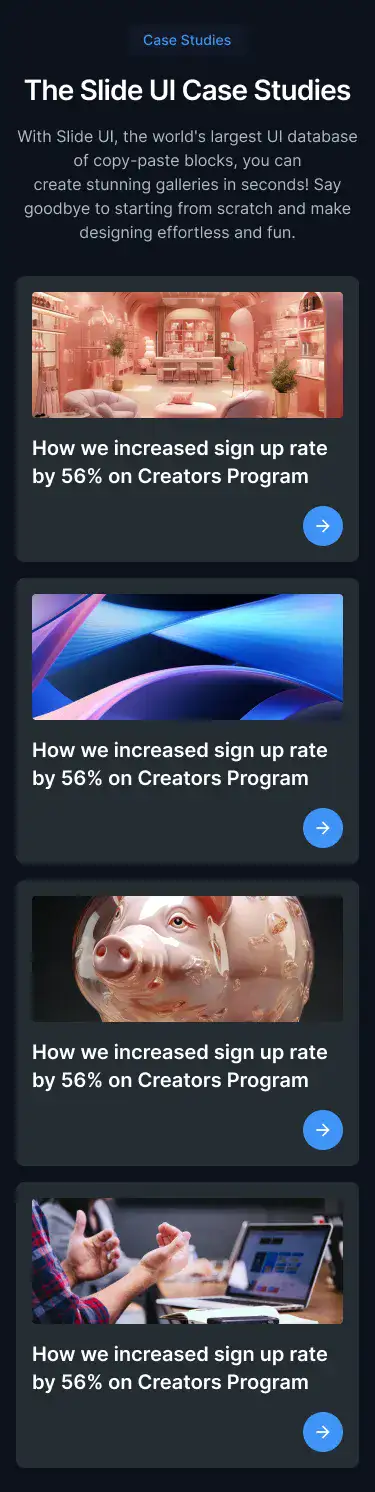 Case Studies
The Slide UI Case Studies
With Slide UI, the world's largest UI database
of copy-paste blocks, you can
create stunning galleries in seconds! Say
goodbye to starting from scratch and make
designing effortless and fun.
How we increased sign up rate
by 56% on Creators Program
How we increased sign up rate
by 56% on Creators Program
How we increased sign up rate
by 56% on Creators Program
How we increased sign up rate
by 56% on Creators Program